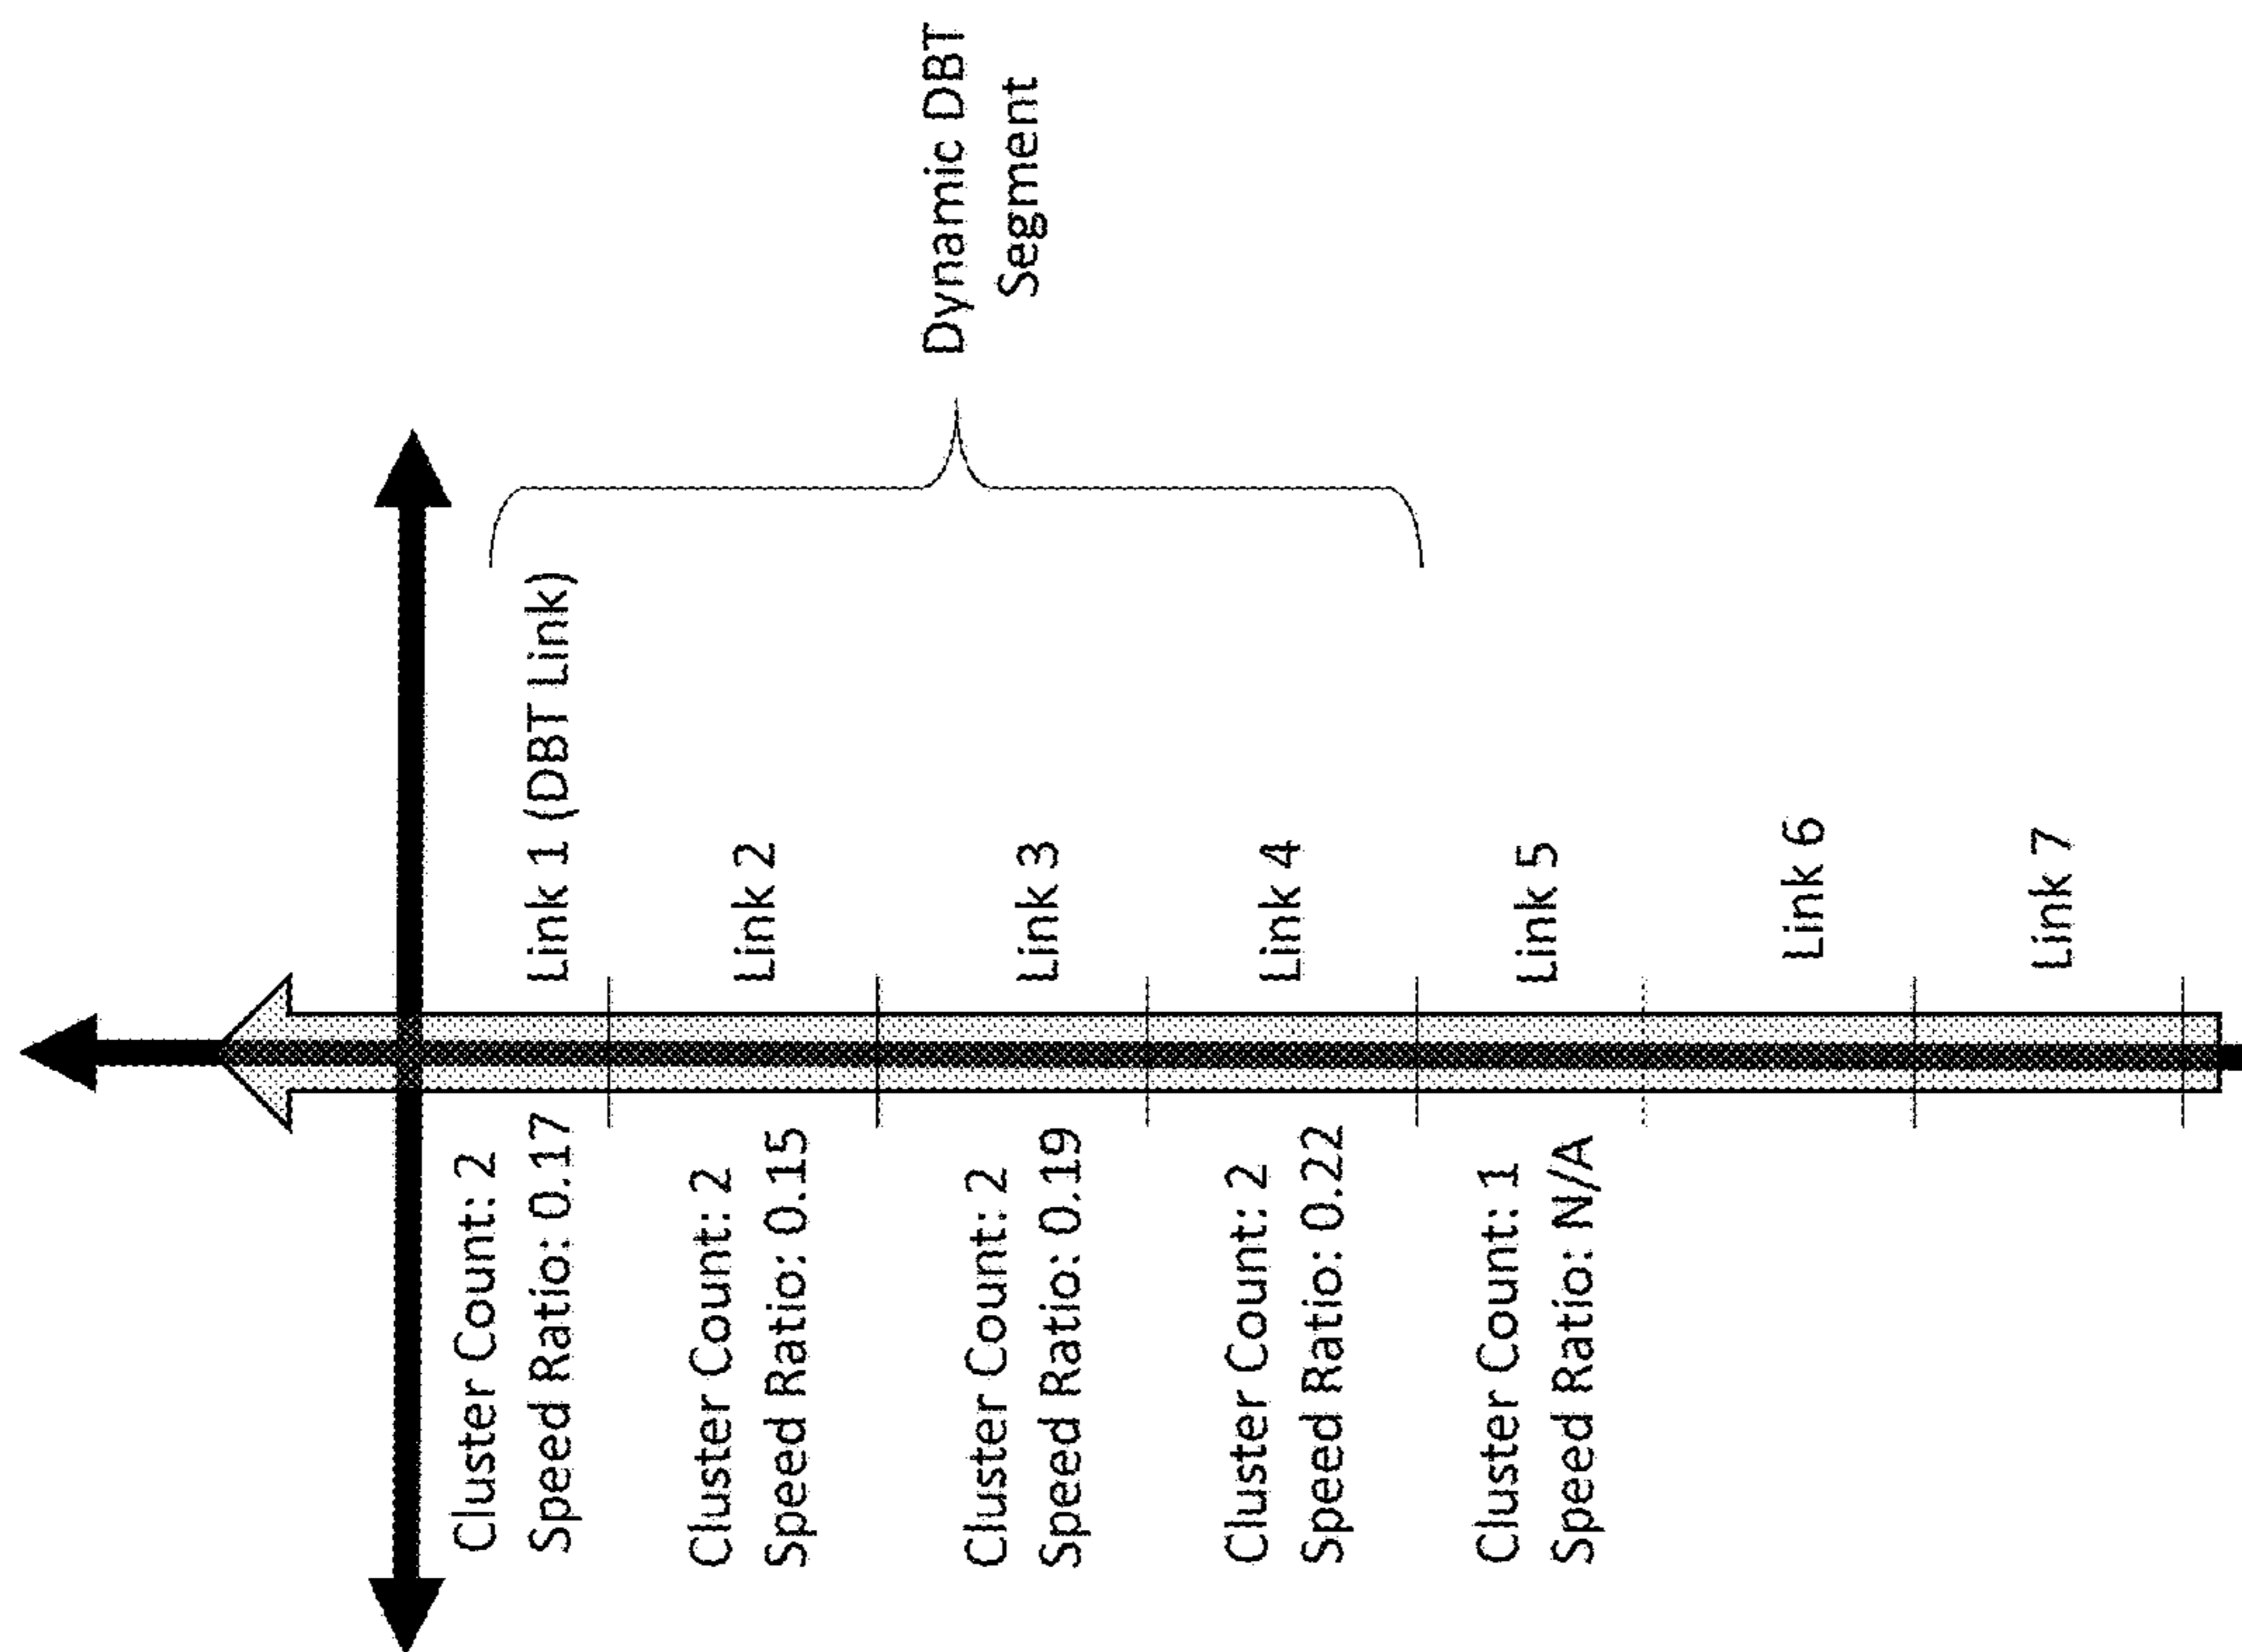 Cluster Count: 2
Speed Ratio: 0.17
Link 1 (DBT Link)
Cluster Count: 2
Speed Ratio: 0.15
Link 2
Cluster Count: 2
Speed Ratio: 0.19
Link 3
Cluster Count: 2
Speed Ratio: 0.22
Link 4
Cluster Count: 1
Speed Ratio: N/A
Link 5
Link 6
Link 7
Dynamic DBT
Segment